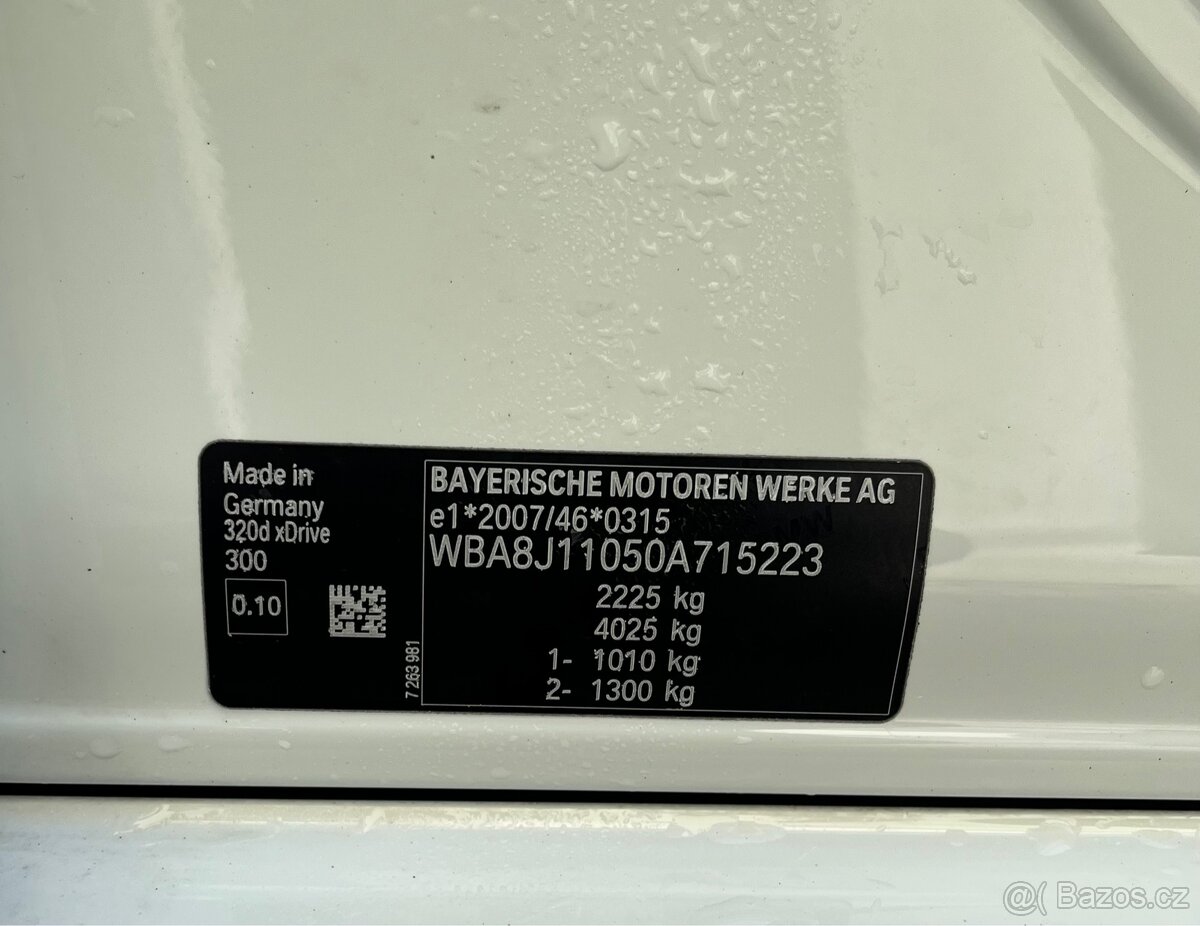 Made in
Germany
320d xDrive
300
0.10
7 263 981
BAYERISCHE MOTOREN WERKE AG
e1*2007/46*0315
WBA8J11050A715223
2225 kg
4025 kg
1- 1010 kg
2- 1300 kg
@( Bazos.cz